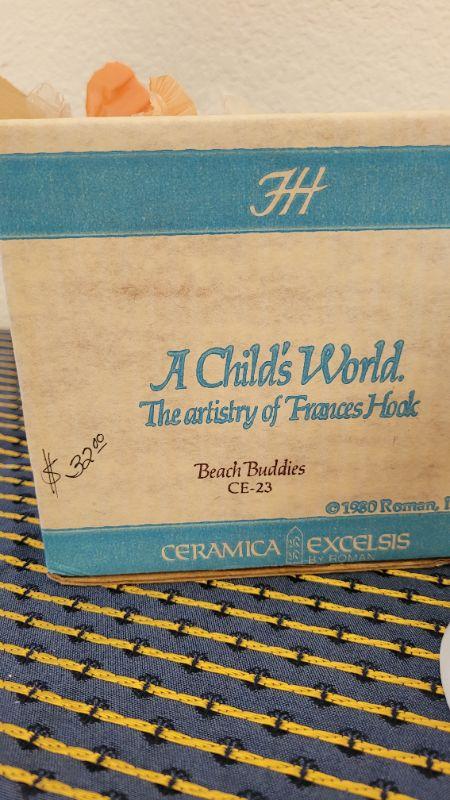 FH
A Child's World.
The artistry of Frances Hook
$ 32.00
Beach Buddies
CE-23
© 1980 Roman,
CERAMICA EXCELSIS
BY ROMAN